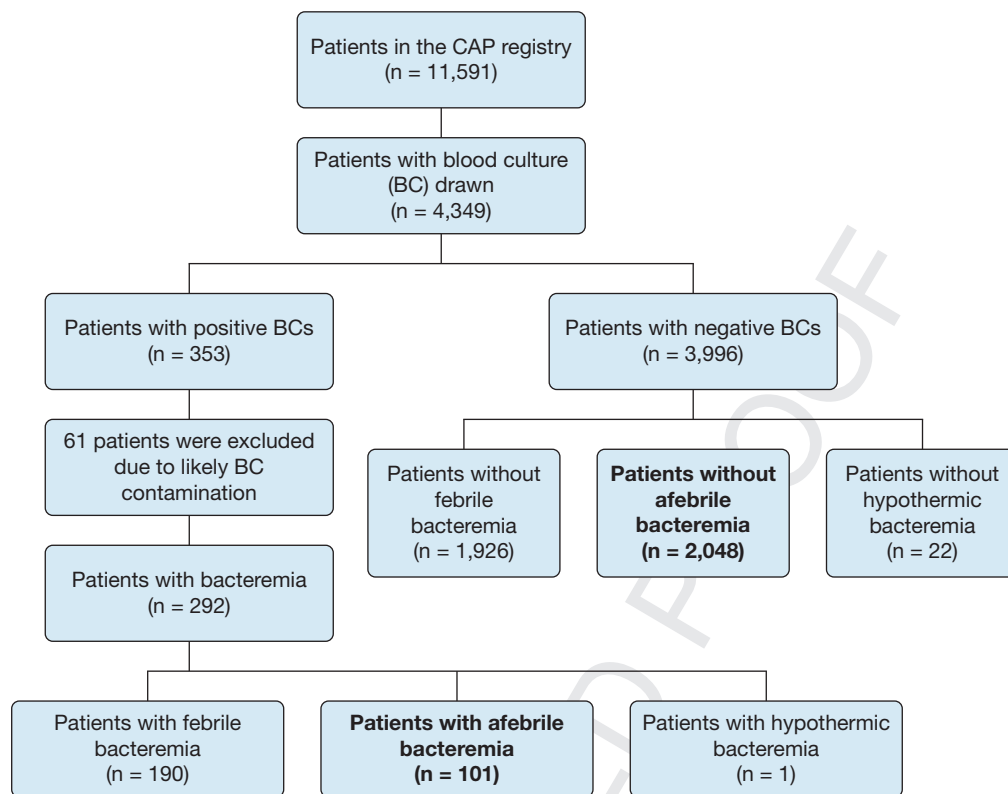 Patients in the CAP registry
(n = 11,591)
Patients with blood culture
(BC) drawn
(n = 4,349)
Patients with positive BCs
(n = 353)
Patients with negative BCs
(n = 3,996)
61 patients were excluded
due to likely BC
contamination
Patients without
febrile
bacteremia
(n = 1,926)
Patients without
afebrile
bacteremia
(n = 2,048)
Patients without
hypothermic
bacteremia
(n = 22)
Patients with bacteremia
(n = 292)
Patients with febrile
bacteremia
(n = 190)
Patients with afebrile
bacteremia
(n = 101)
Patients with hypothermic
bacteremia
(n = 1)
PROOF